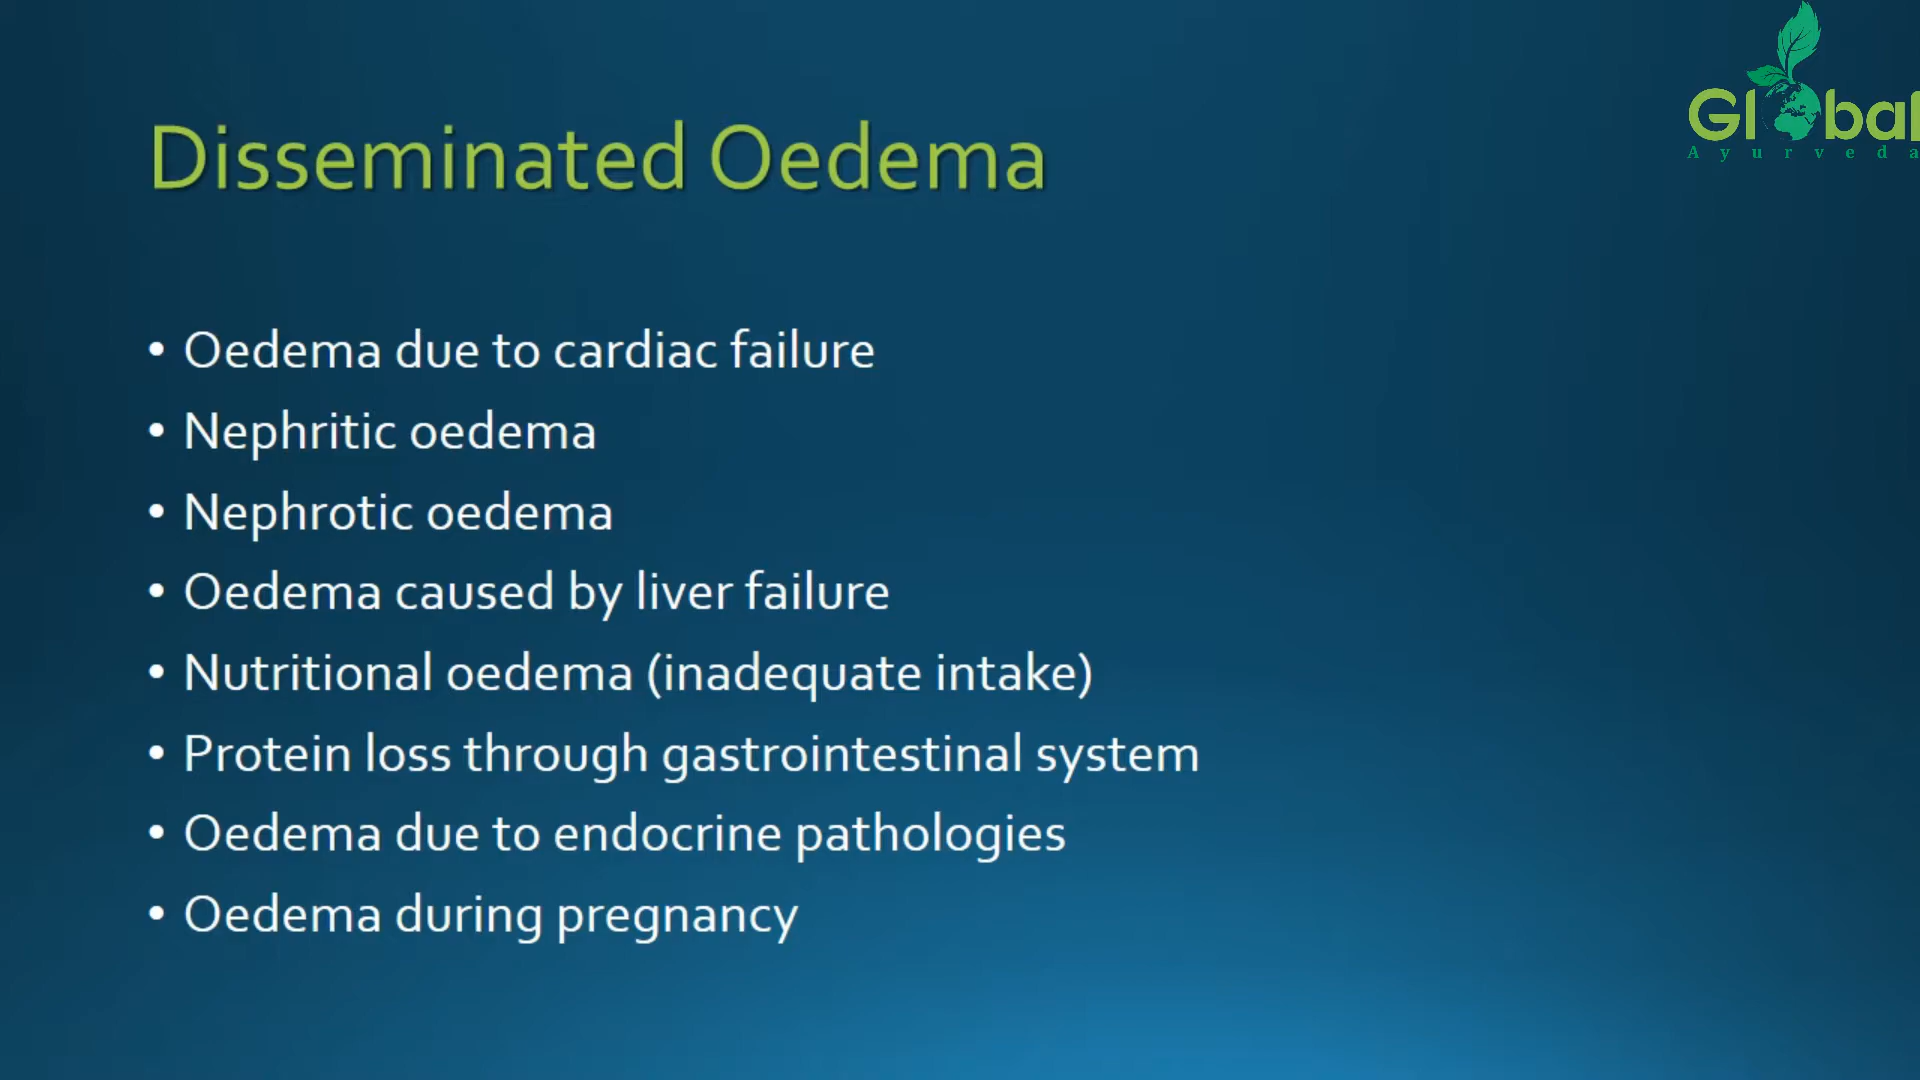 Global
Ayurveda
Disseminated Oedema
• Oedema due to cardiac failure
• Nephritic oedema
• Nephrotic oedema
• Oedema caused by liver failure
• Nutritional oedema (inadequate intake)
• Protein loss through gastrointestinal system
• Oedema due to endocrine pathologies
• Oedema during pregnancy